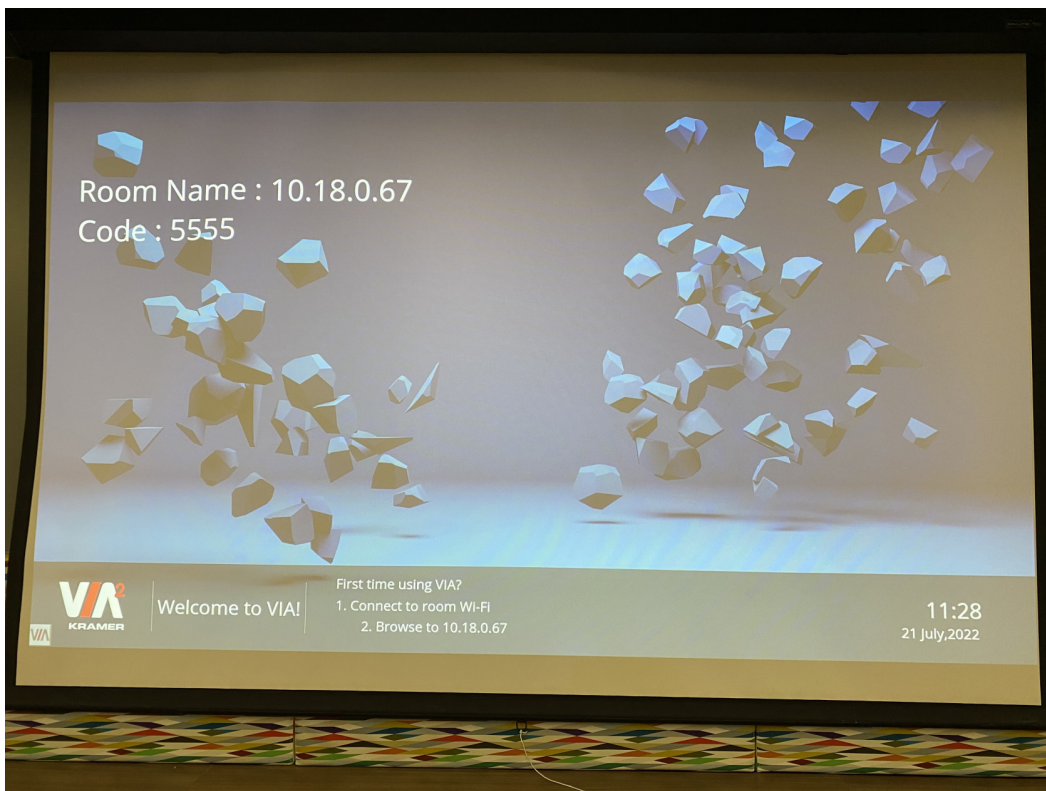 Room Name : 10.18.0.67
Code : 5555
VIA²
KRAMER
VIA
Welcome to VIA!
First time using VIA?
1. Connect to room Wi-Fi
2. Browse to 10.18.0.67
11:28
21 July,2022